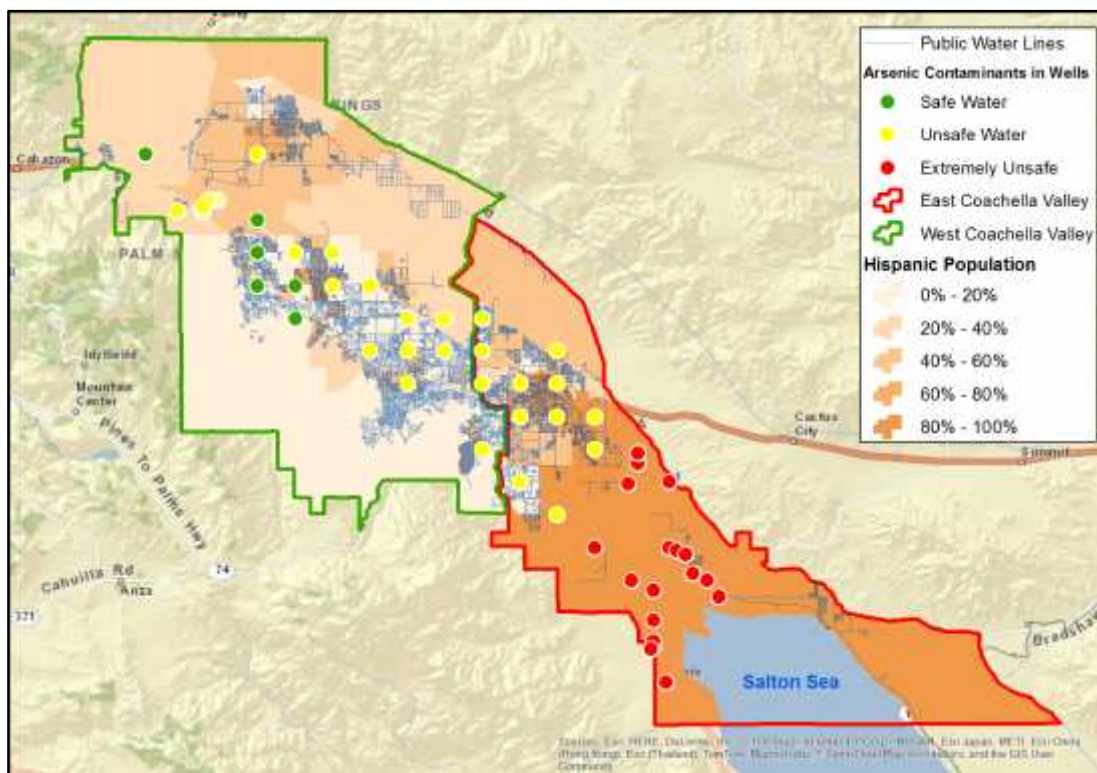 Public Water Lines
Arsenic Contaminants in Wells
Safe Water
Unsafe Water
Extremely Unsafe
East Coachella Valley
West Coachella Valley
Hispanic Population
0% - 20%
20% - 40%
40% - 60%
60% - 80%
80% - 100%
INGS
Cabazon
PALM
Idyllwild
Mountain
Center
Pines To Palms Hwy
Cactus
City
Summit
Cahuilla Rd
Anza
74
371
Bradshaw
Salton Sea
Community